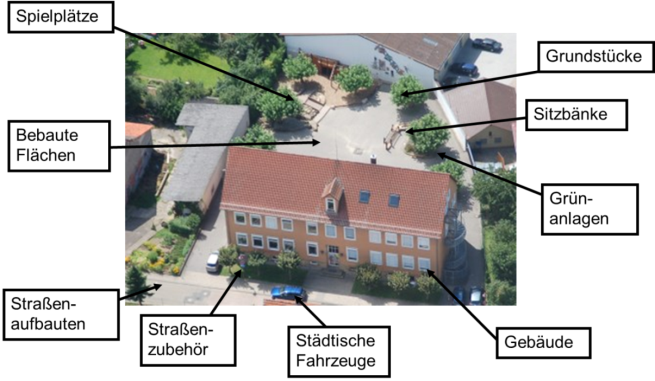 Spielplätze
Grundstücke
Sitzbänke
Bebaute
Flächen
Grün-
anlagen
Straßen-
aufbauten
Straßen-
zubehör
Städtische
Fahrzeuge
Gebäude